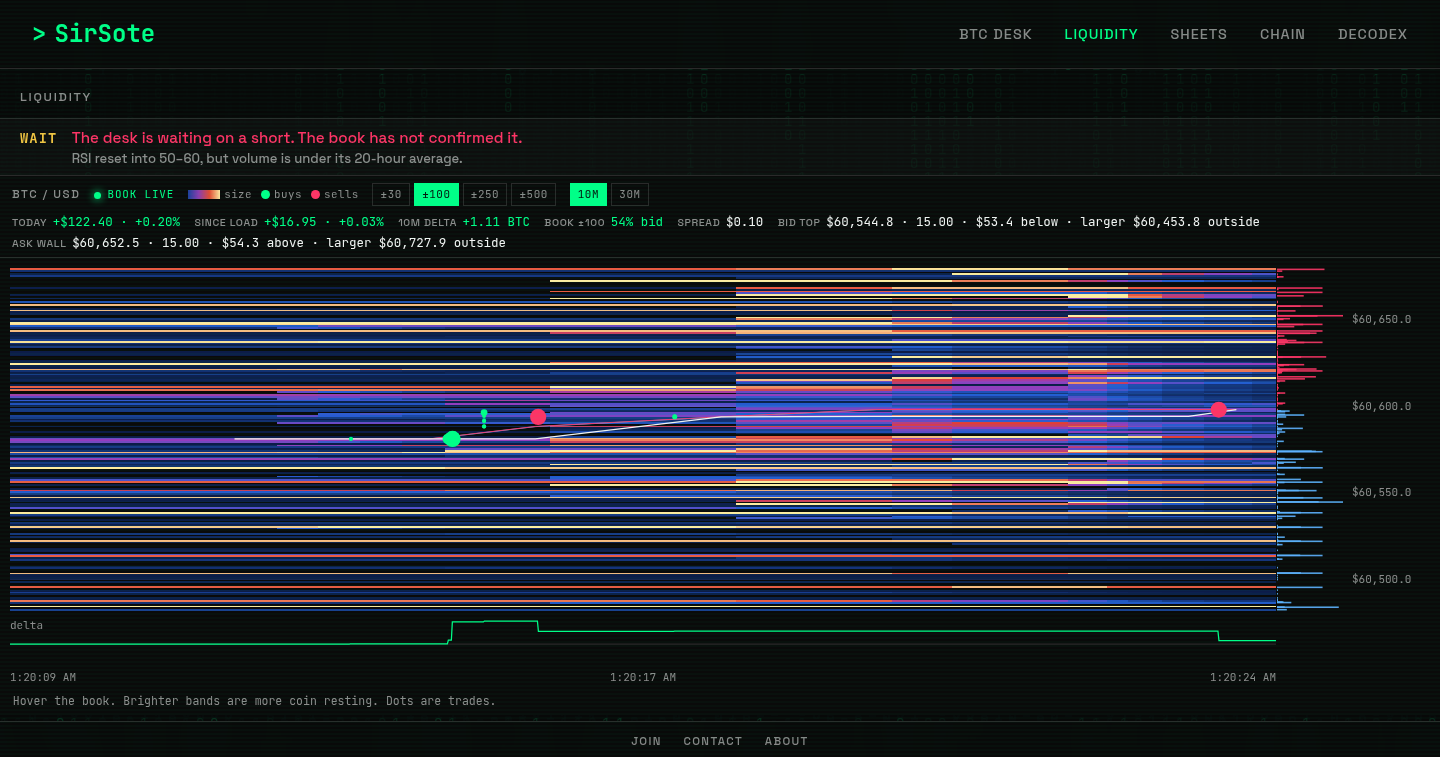 > SirSote
BTC DESK LIQUIDITY SHEETS CHAIN DECODEX
LIQUIDITY
WAIT The desk is waiting on a short. The book has not confirmed it.
RSI reset into 50–60, but volume is under its 20-hour average.
BTC / USD BOOK LIVE size buys sells ±30 ±100 ±250 ±500 10M 30M
TODAY +$122.40 · +0.20% SINCE LOAD +$16.95 · +0.03% 10M DELTA +1.11 BTC BOOK ±100 54% bid SPREAD $0.10 BID TOP $60,544.8 · 15.00 · $53.4 below · larger $60,453.8 outside
ASK WALL $60,652.5 · 15.00 · $54.3 above · larger $60,727.9 outside
$60,650.0
$60,600.0
$60,550.0
$60,500.0
delta
1:20:09 AM 1:20:17 AM 1:20:24 AM
Hover the book. Brighter bands are more coin resting. Dots are trades.
JOIN CONTACT ABOUT